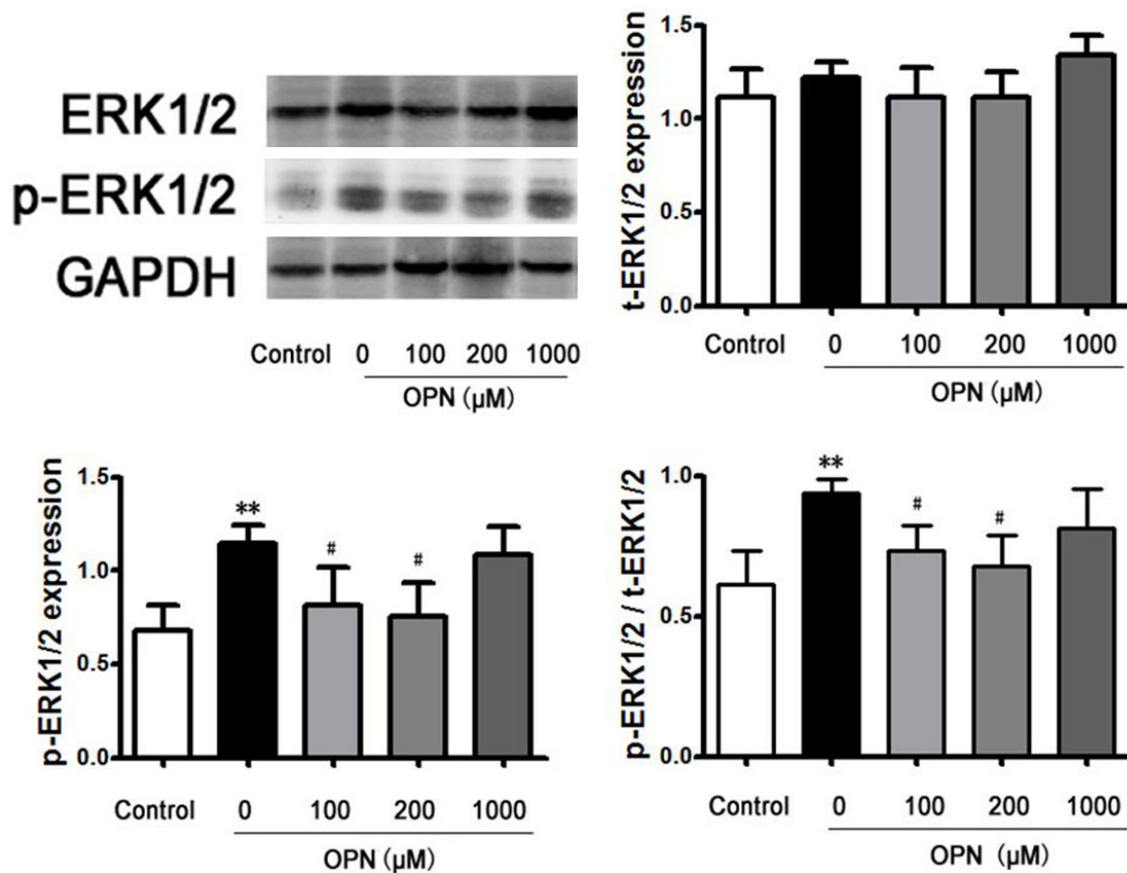 ERK1/2
p-ERK1/2
GAPDH
Control 0 100 200 1000
OPN (µM)
t-ERK1/2 expression
1.5
1.0
0.5
0.0
Control 0 100 200 1000
OPN (µM)
p-ERK1/2 expression
1.5
1.0
0.5
0.0
**
#
#
Control 0 100 200 1000
OPN (µM)
p-ERK1/2 / t-ERK1/2
1.0
0.5
0.0
**
#
#
Control 0 100 200 1000
OPN (µM)